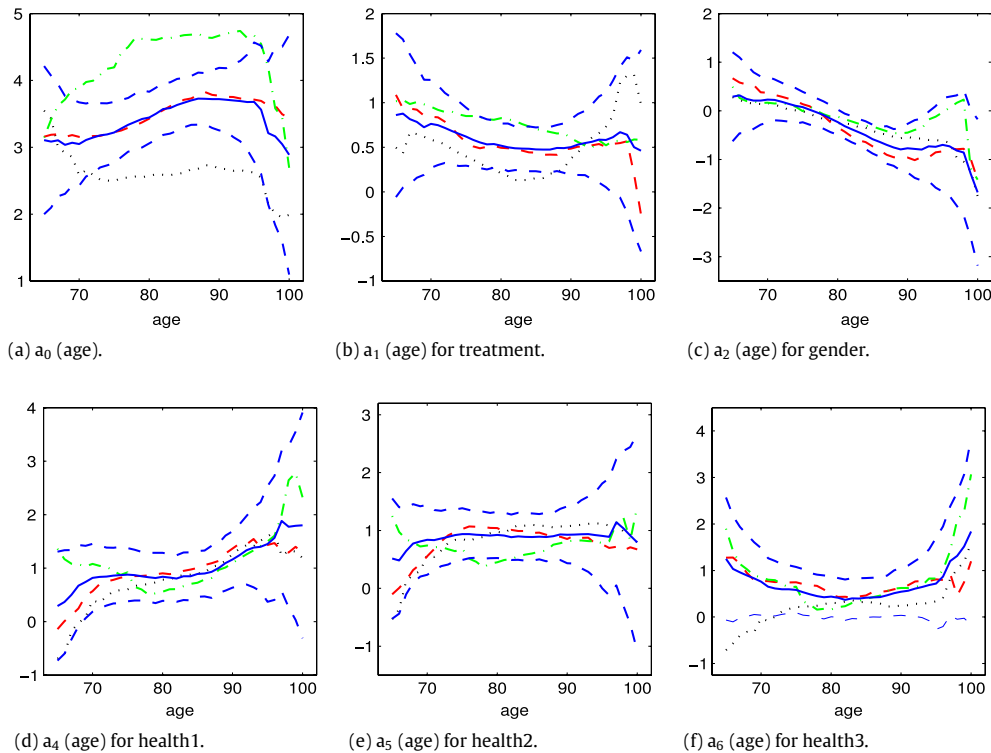 5
4
3
2
1
70 80 90 100
age
(a) a₀ (age).
2
1.5
1
0.5
0
−0.5
−1
70 80 90 100
age
(b) a₁ (age) for treatment.
2
1
0
−1
−2
−3
70 80 90 100
age
(c) a₂ (age) for gender.
4
3
2
1
0
−1
70 80 90 100
age
(d) a₄ (age) for health1.
3
2
1
0
−1
70 80 90 100
age
(e) a₅ (age) for health2.
4
3
2
1
0
−1
70 80 90 100
age
(f) a₆ (age) for health3.